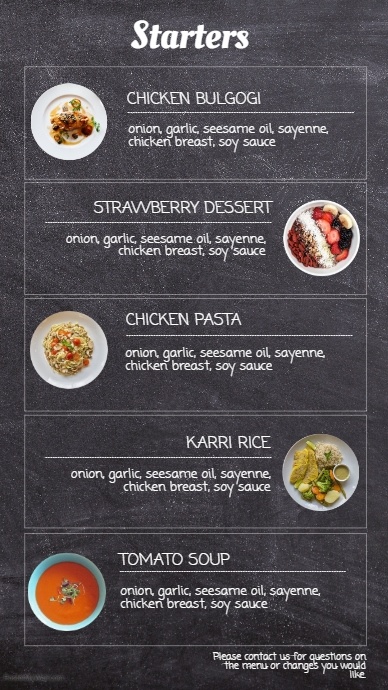 Starters
CHICKEN BULGOGI
onion, garlic, seesame oil, sayenne,
chicken breast, soy sauce
STRAWBERRY DESSERT
onion, garlic, seesame oil, sayenne,
chicken breast, soy sauce
CHICKEN PASTA
onion, garlic, seesame oil, sayenne,
chicken breast, soy sauce
KARRI RICE
onion, garlic, seesame oil, sayenne,
chicken breast, soy sauce
TOMATO SOUP
onion, garlic, seesame oil, sayenne,
chicken breast, soy sauce
Please contact us for questions on
the menu or changes you would
like.